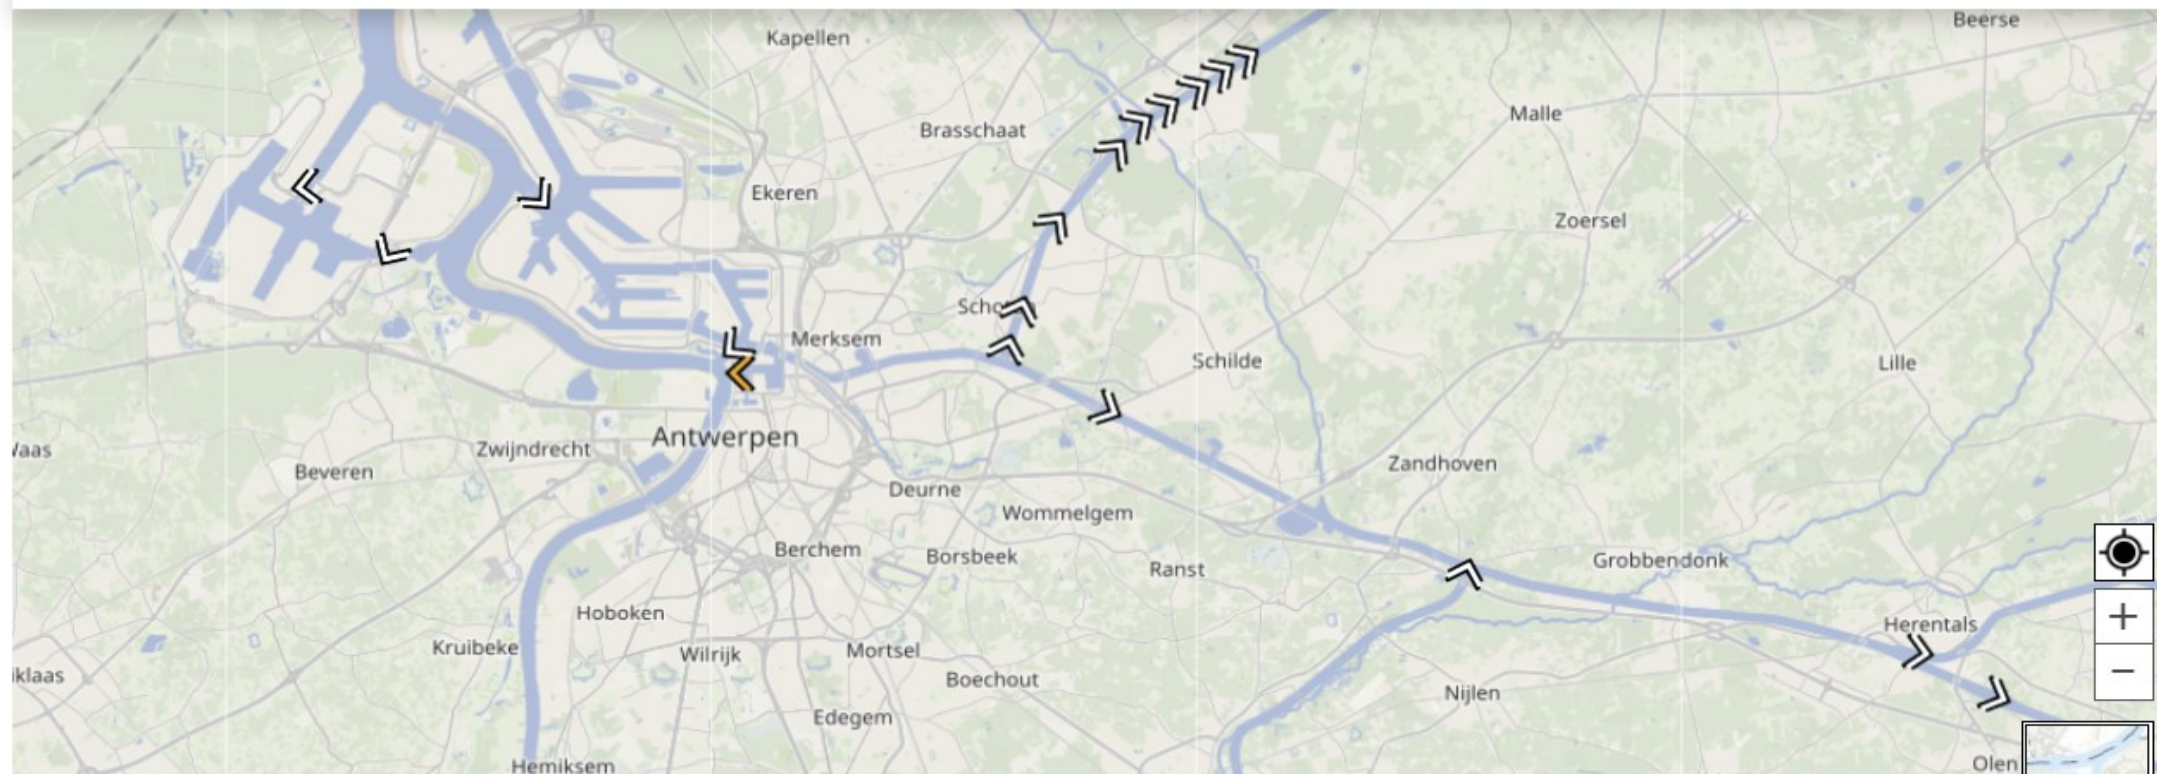 Beerse
Kapellen
Malle
Brasschaat
Ekeren
Zoersel
Merksem
Schilde
Lille
Antwerpen
Zwijndrecht
Beveren
Zandhoven
Deurne
Wommelgem
Berchem
Borsbeek
Ranst
Grobbendonk
Hoboken
Herentals
Kruibeke
Wilrijk
Mortsel
Boechout
Nijlen
Edegem
Hemiksem
Olen
+
−